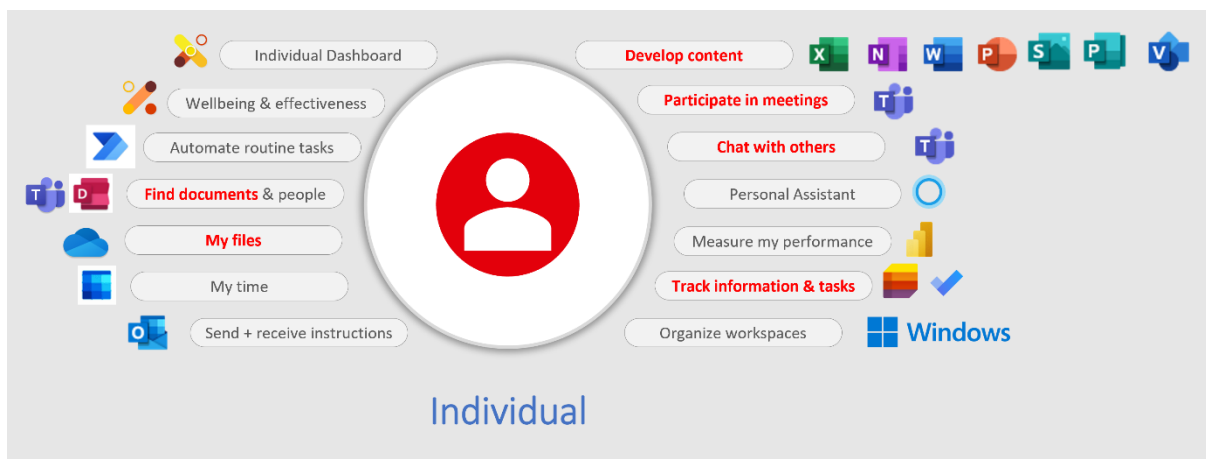 Individual Dashboard
Wellbeing & effectiveness
Automate routine tasks
T D Find documents & people
My files
My time
O Send + receive instructions
Develop content X N W P S P V
Participate in meetings T
Chat with others T
Personal Assistant
Measure my performance
Track information & tasks
Organize workspaces Windows
Individual